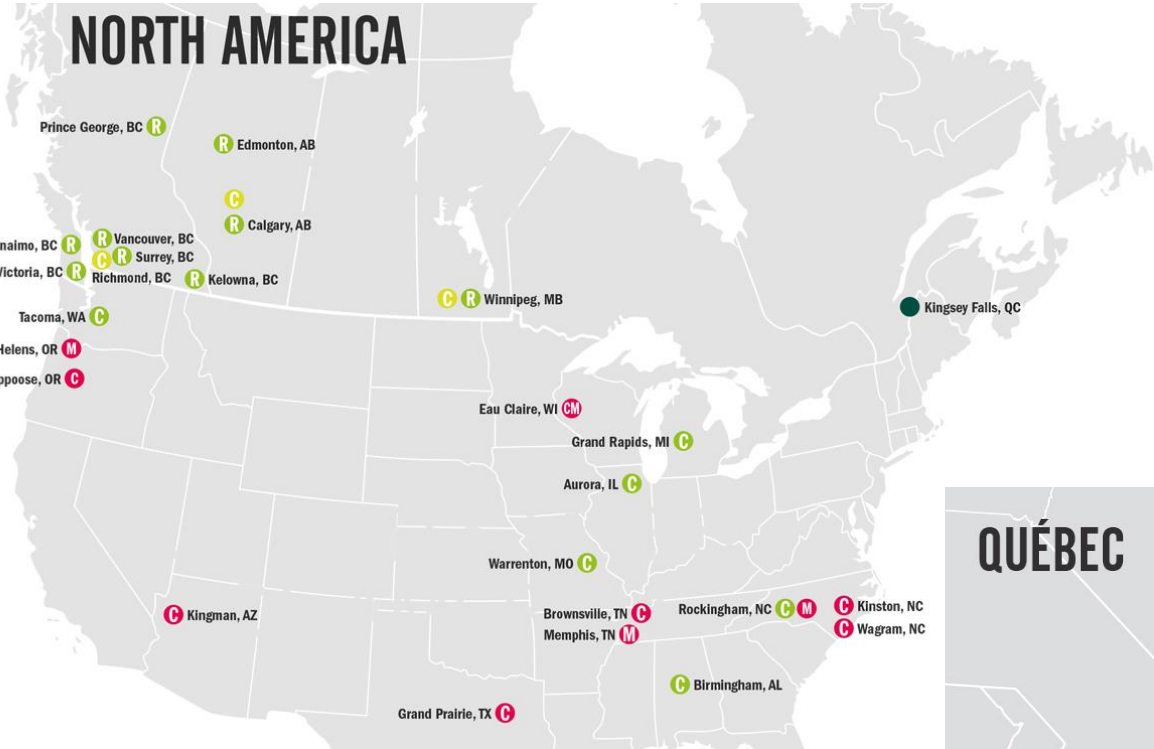 NORTH AMERICA
Prince George, BC R
R Edmonton, AB
C
R Calgary, AB
naimo, BC R
R Vancouver, BC
C R Surrey, BC
Victoria, BC R
Richmond, BC
R Kelowna, BC
C R Winnipeg, MB
Kingsey Falls, QC
Tacoma, WA C
Helens, OR M
ppoose, OR C
Eau Claire, WI CM
Grand Rapids, MI C
Aurora, IL C
QUÉBEC
Warrenton, MO C
C Kingman, AZ
Brownsville, TN C
Memphis, TN M
Rockingham, NC C M
C Kinston, NC
C Wagram, NC
C Birmingham, AL
Grand Prairie, TX C